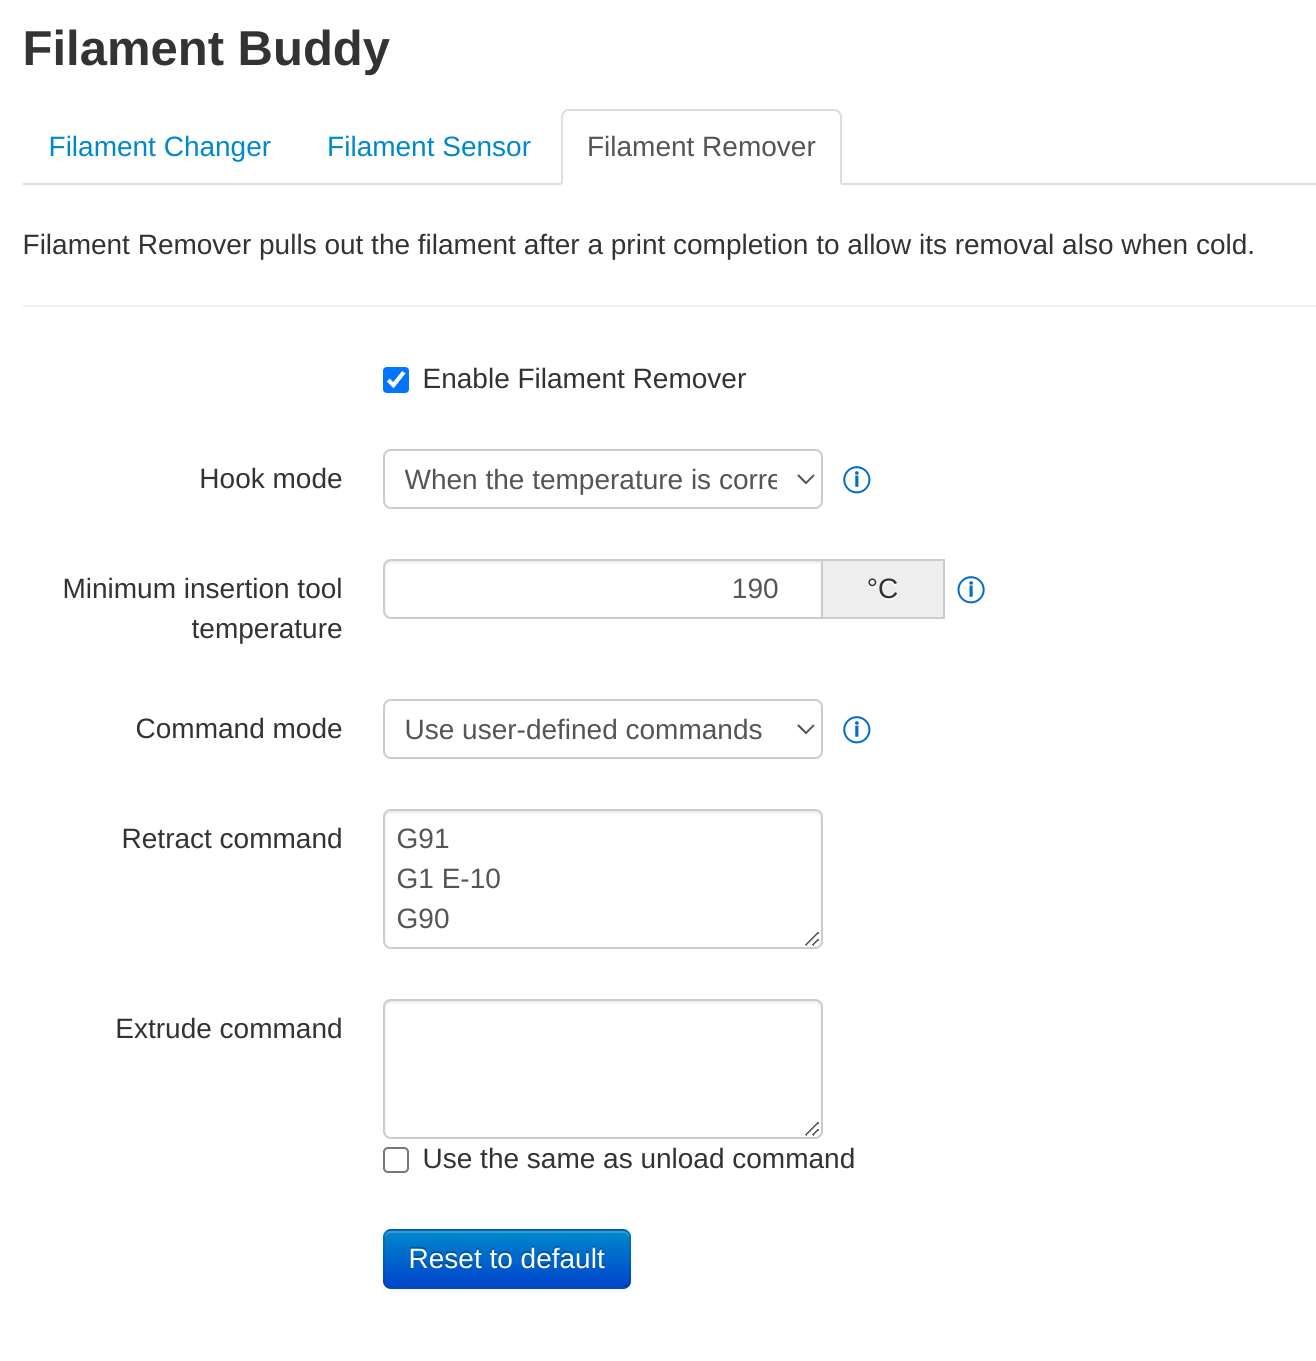 Filament Buddy
Filament Changer
Filament Sensor
Filament Remover
Filament Remover pulls out the filament after a print completion to allow its removal also when cold.
Enable Filament Remover
Hook mode
When the temperature is corre
Minimum insertion tool
temperature
190
°C
Command mode
Use user-defined commands
Retract command
G91
G1 E-10
G90
Extrude command
Use the same as unload command
Reset to default